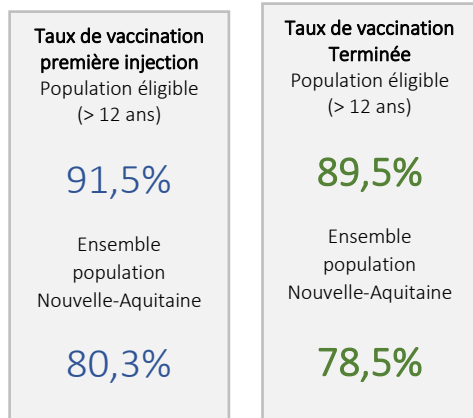 Taux de vaccination
première injection
Population éligible
(> 12 ans)
91,5%
Ensemble
population
Nouvelle-Aquitaine
80,3%
Taux de vaccination
Terminée
Population éligible
(> 12 ans)
89,5%
Ensemble
population
Nouvelle-Aquitaine
78,5%